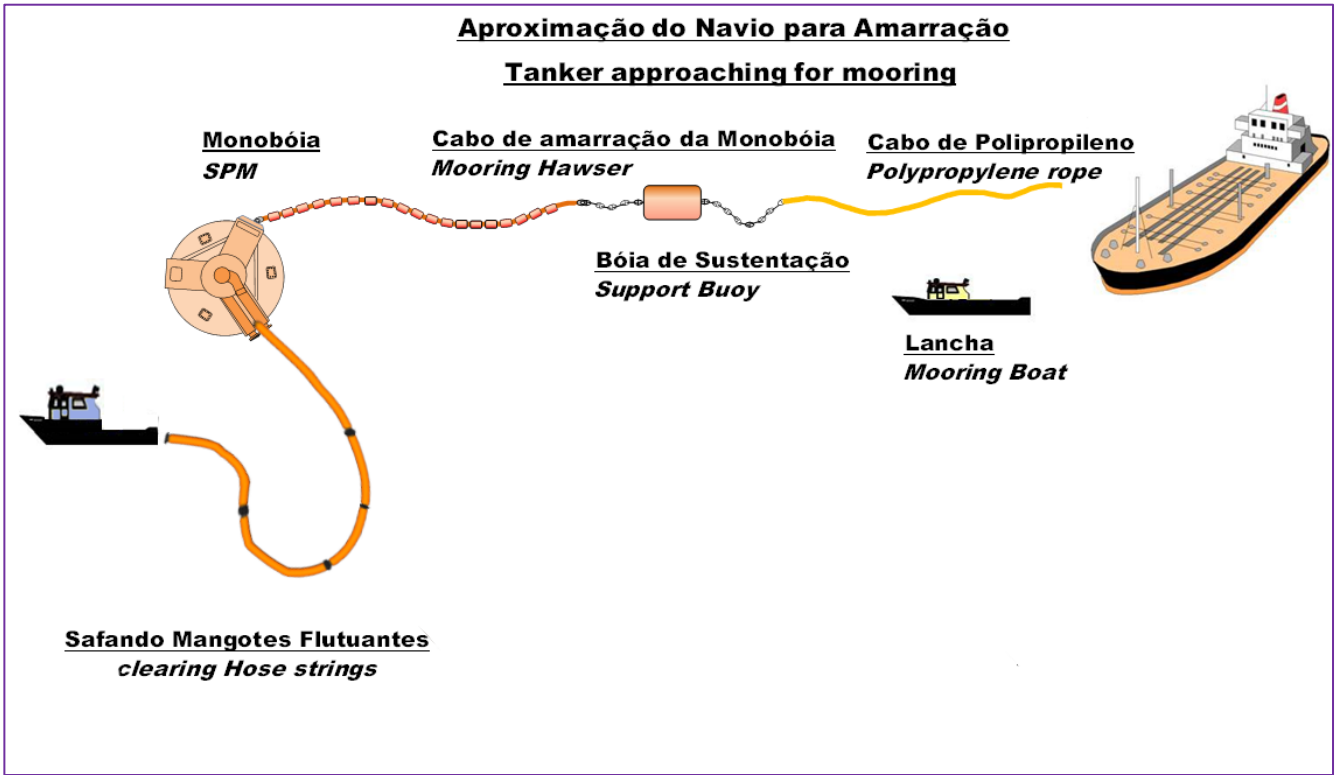 Aproximação do Navio para Amarração
Tanker approaching for mooring
Monobóia
SPM
Cabo de amarração da Monobóia
Mooring Hawser
Cabo de Polipropileno
Polypropylene rope
Bóia de Sustentação
Support Buoy
Lancha
Mooring Boat
Safando Mangotes Flutuantes
clearing Hose strings